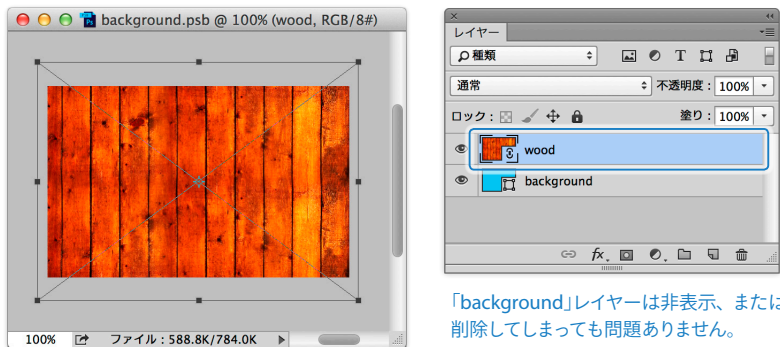 background.psb @ 100% (wood, RGB/8#)
100%
ファイル：588.8K/784.0K
レイヤー
種類
T
通常
不透明度：100%
ロック：
塗り：100%
wood
background
fx
「background」レイヤーは非表示、または
削除してしまっても問題ありません。